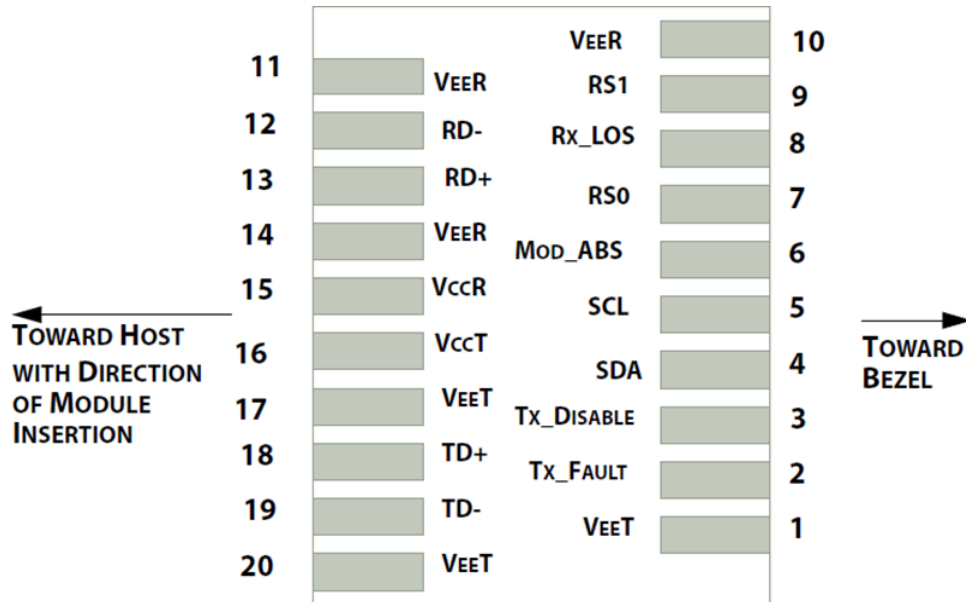 11 VEER
12 RD-
13 RD+
14 VEER
15 VCCR
16 VCCT
17 VEET
18 TD+
19 TD-
20 VEET
VEER 10
RS1 9
RX_LOS 8
RS0 7
MOD_ABS 6
SCL 5
SDA 4
TX_DISABLE 3
TX_FAULT 2
VEET 1
TOWARD HOST
WITH DIRECTION
OF MODULE
INSERTION
TOWARD
BEZEL